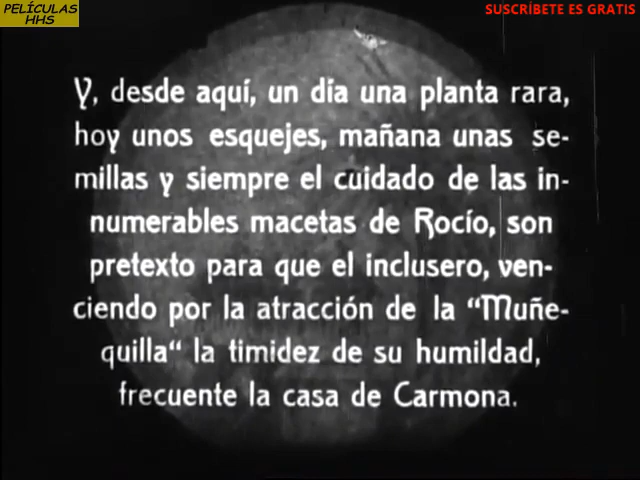 PELÍCULAS
HHS
SUSCRÍBETE ES GRATIS
Y, desde aquí, un día una planta rara,
hoy unos esquejes, mañana unas se-
millas y siempre el cuidado de las in-
numerables macetas de Rocío, son
pretexto para que el inclusero, ven-
ciendo por la atracción de la “Muñe-
quilla“ la timidez de su humildad,
frecuente la casa de Carmona.